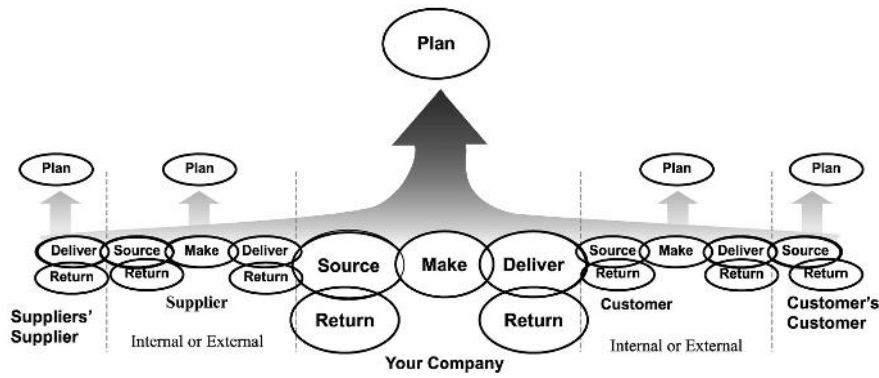 Plan
Plan
Plan
Plan
Plan
Deliver
Source
Make
Deliver
Source
Make
Deliver
Source
Make
Deliver
Source
Return
Return
Return
Return
Return
Return
Return
Return
Suppliers'
Supplier
Supplier
Internal or External
Your Company
Customer
Internal or External
Customer's
Customer